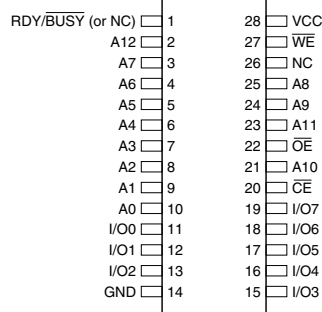 RDY/BUSY (or NC) 1 28 VCC
A12 2 27 WE
A7 3 26 NC
A6 4 25 A8
A5 5 24 A9
A4 6 23 A11
A3 7 22 OE
A2 8 21 A10
A1 9 20 CE
A0 10 19 I/O7
I/O0 11 18 I/O6
I/O1 12 17 I/O5
I/O2 13 16 I/O4
GND 14 15 I/O3